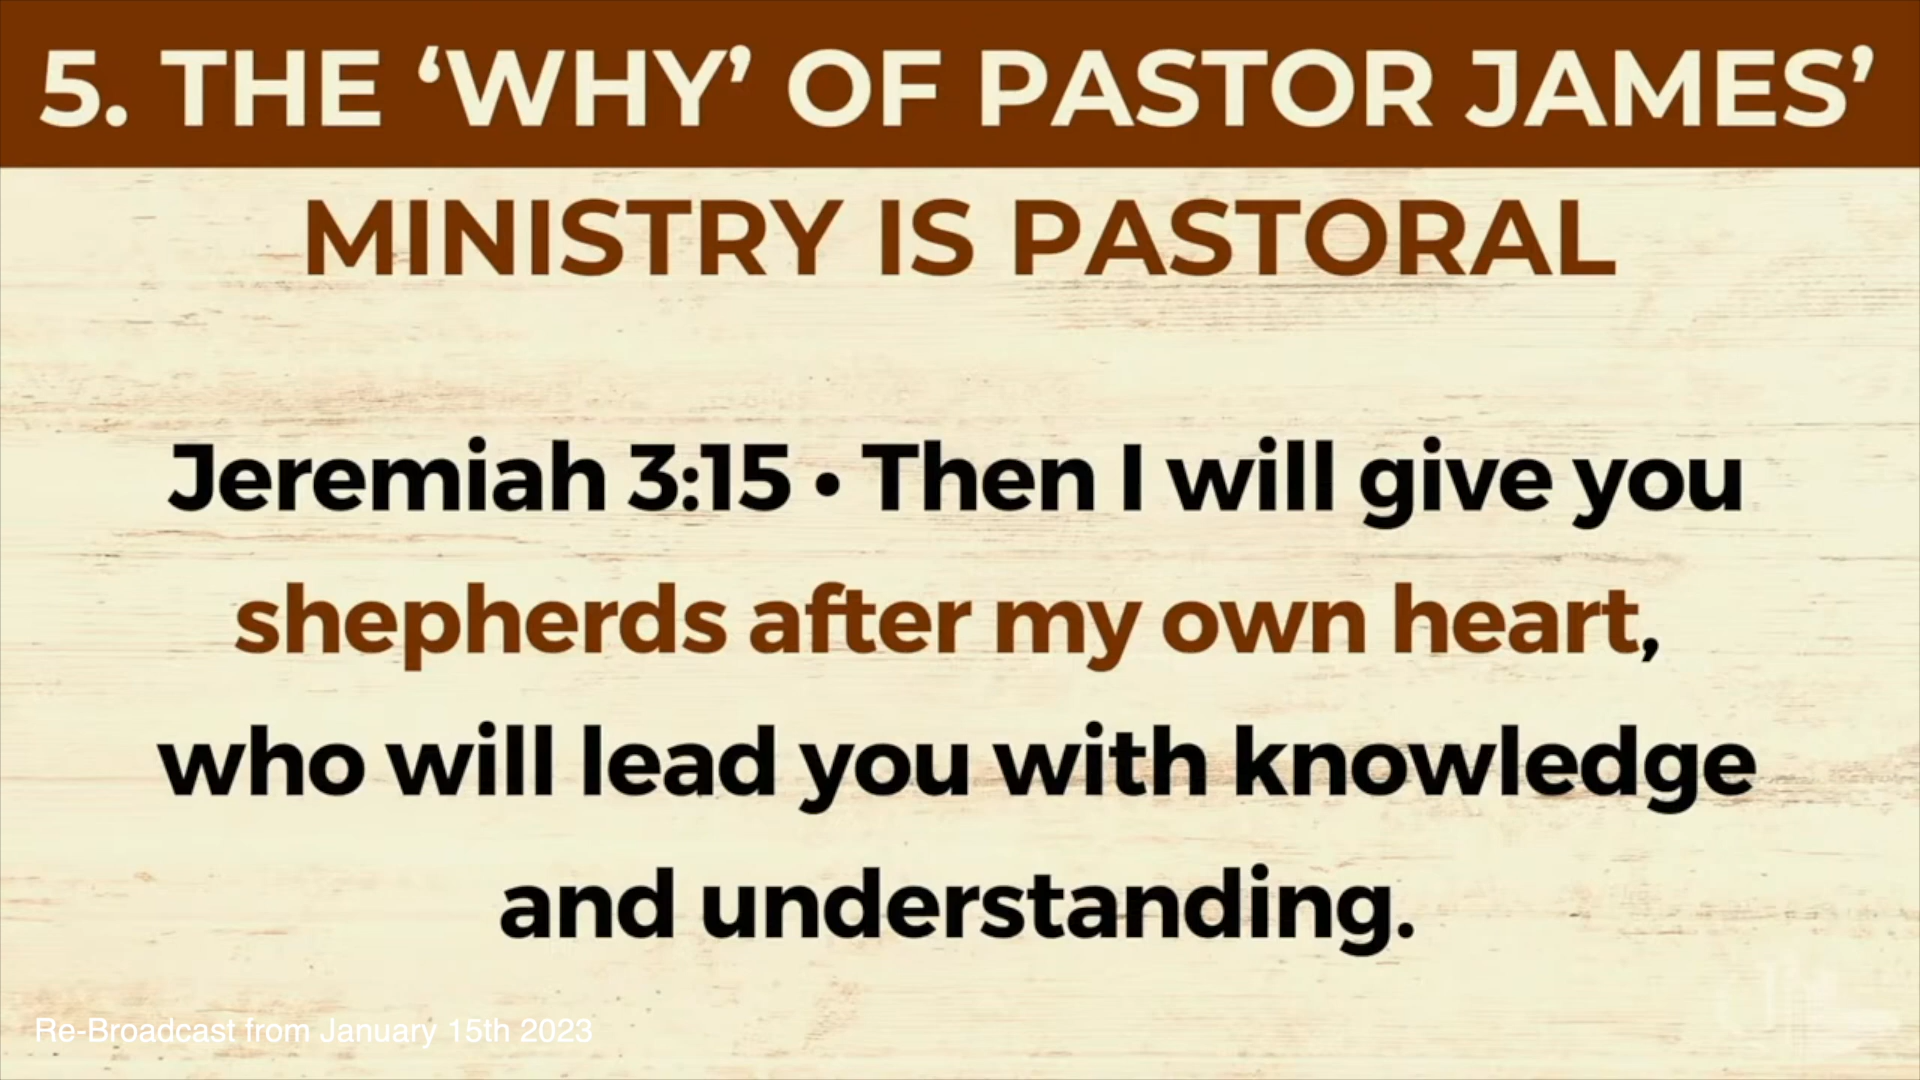 5. THE ‘WHY’ OF PASTOR JAMES’
MINISTRY IS PASTORAL
Jeremiah 3:15 • Then I will give you
shepherds after my own heart,
who will lead you with knowledge
and understanding.
Re-Broadcast from January 15th 2023